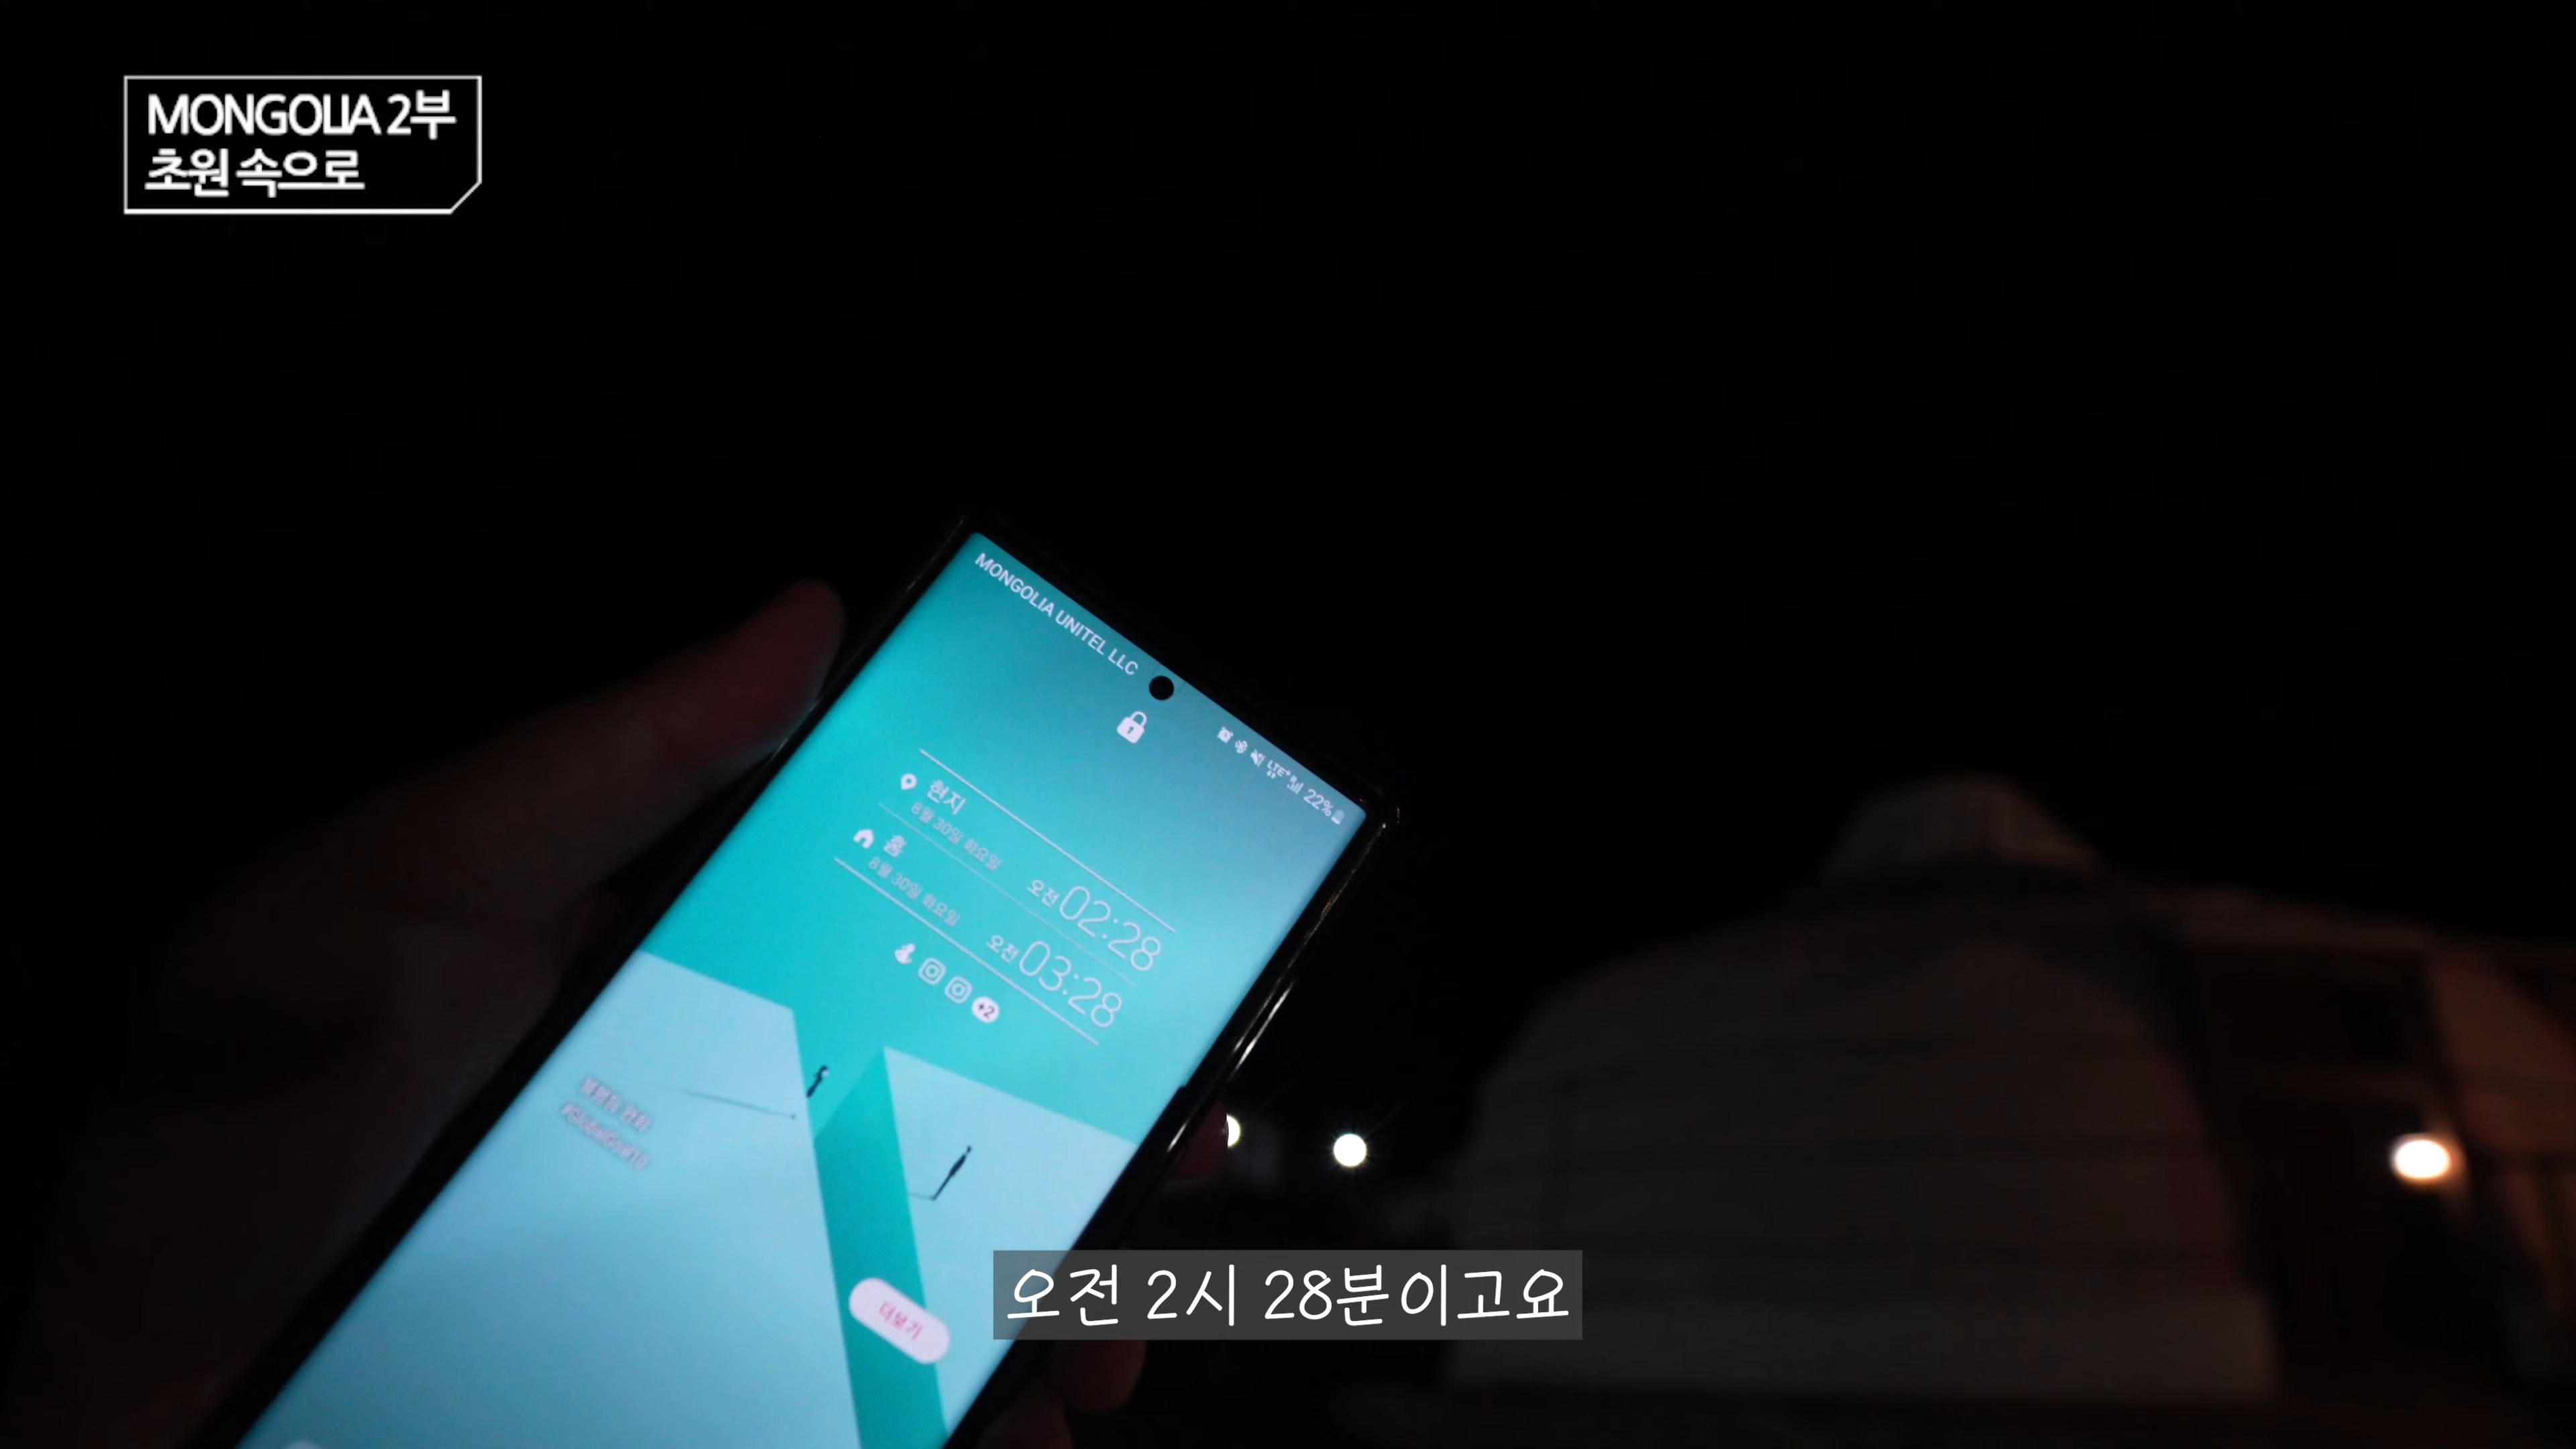 MONGOLIA 2부
초원 속으로
MONGOLIA UNITEL LLC
LTE+ R 22%
현지
8월 30일 화요일
오전 02:28
홈
8월 30일 화요일
오전 03:28
+2
#GlobalGoal10
더보기
오전 2시 28분이고요